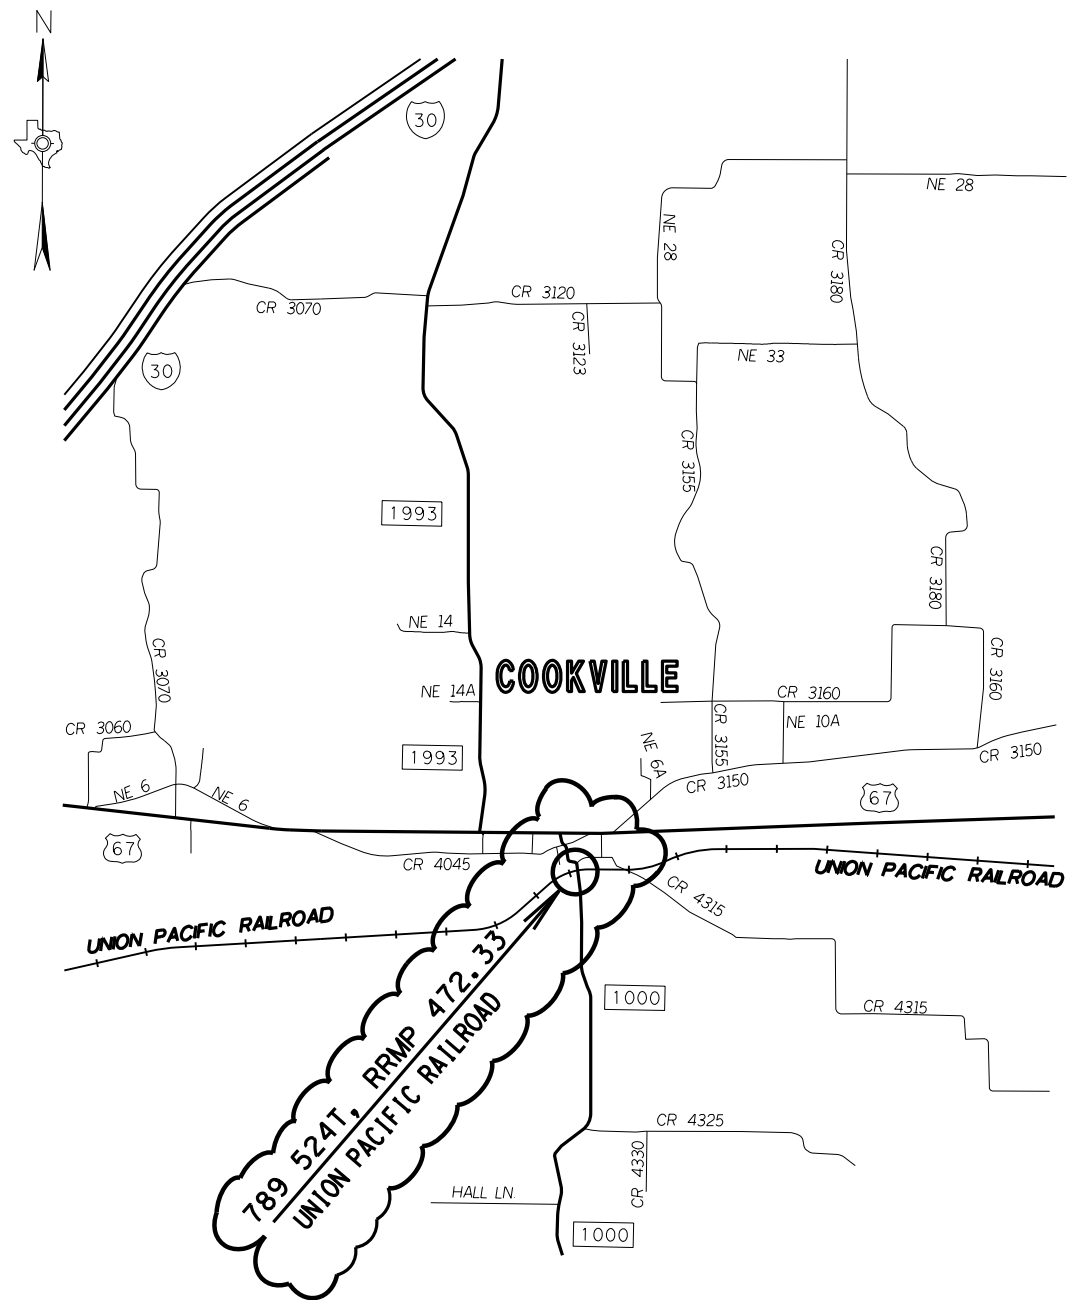 N
30
NE 28
NE 28
CR 3180
CR 3120
CR 3070
CR 3123
NE 33
30
CR 3155
1993
CR 3180
NE 14
CR 3070
COOKVILLE
CR 3160
NE 14A
CR 3160
CR 3060
CR 3155
NE 10A
NE 6A
1993
CR 3150
CR 3150
NE 6
NE 6
67
67
CR 4045
UNION PACIFIC RAILROAD
CR 4315
UNION PACIFIC RAILROAD
789 524T, RRMP 472.33
UNION PACIFIC RAILROAD
1000
CR 4315
CR 4325
CR 4330
HALL LN.
1000